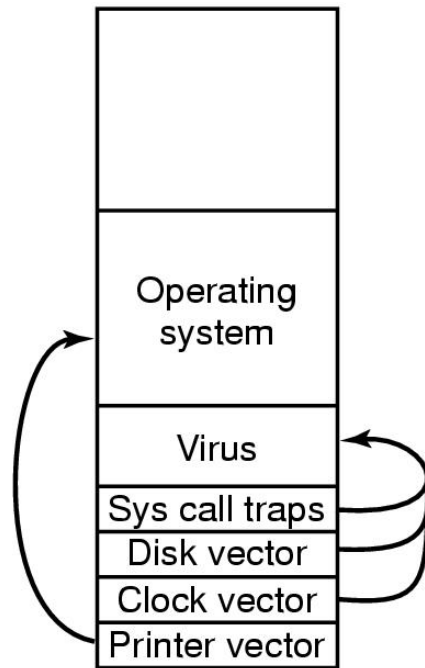 Operating
system
Virus
Sys call traps
Disk vector
Clock vector
Printer vector